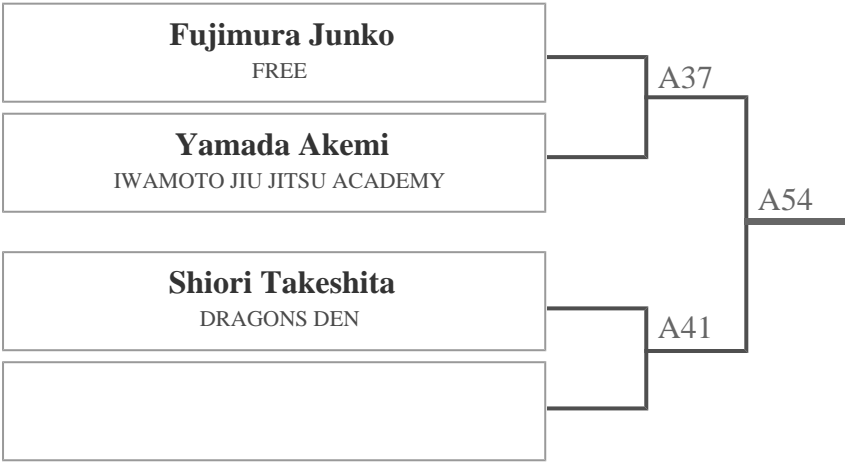 Fujimura Junko
FREE
A37
Yamada Akemi
IWAMOTO JIU JITSU ACADEMY
A54
Shiori Takeshita
DRAGONS DEN
A41